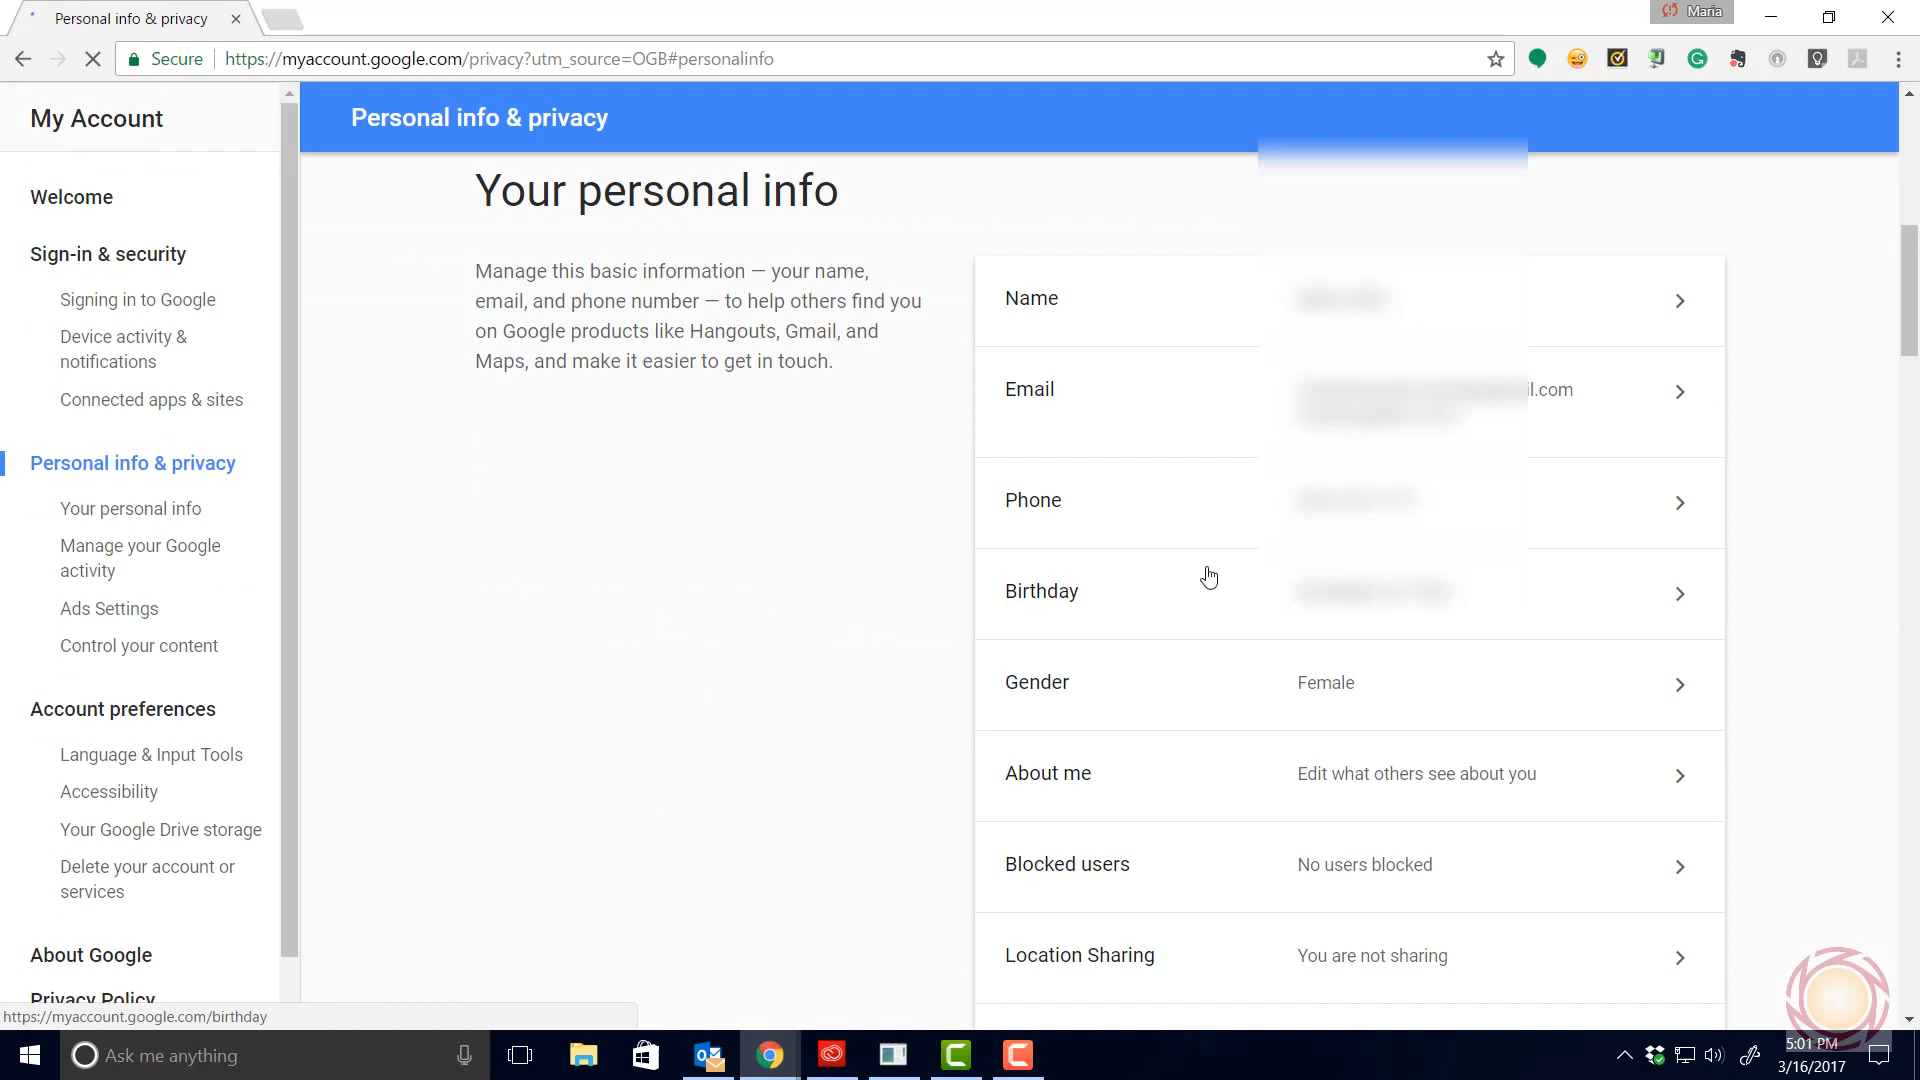 Personal info & privacy
Maria
Secure
https://myaccount.google.com/privacy?utm_source=OGB#personalinfo
My Account
Personal info & privacy
Welcome
Sign-in & security
Signing in to Google
Device activity &
notifications
Connected apps & sites
Personal info & privacy
Your personal info
Manage your Google
activity
Ads Settings
Control your content
Account preferences
Language & Input Tools
Accessibility
Your Google Drive storage
Delete your account or
services
About Google
Privacy Policy
https://myaccount.google.com/birthday
Your personal info
Manage this basic information — your name,
email, and phone number — to help others find you
on Google products like Hangouts, Gmail, and
Maps, and make it easier to get in touch.
Name
Email
il.com
Phone
Birthday
Gender
Female
About me
Edit what others see about you
Blocked users
No users blocked
Location Sharing
You are not sharing
Ask me anything
5:01 PM
3/16/2017